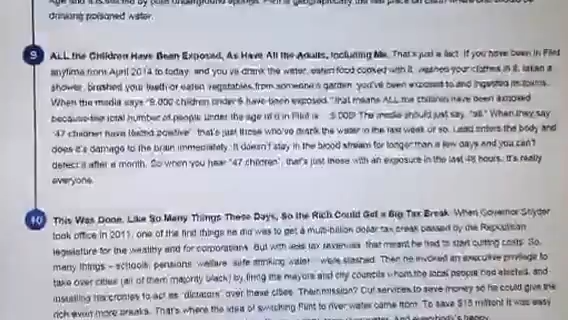 drinking poisoned water.
9
ALL the Children Have Been Exposed, As Have All the Adults, Including Me. That's just a fact. If you have been in Flint
anytime from April 2014 to today, and you've drank the water, eaten food cooked with it, washed your clothes in it, taken a
shower, brushed your teeth or eaten vegetables from someone's garden, you've been exposed to and ingested its toxins.
When the media says "9,000 children under 6 have been exposed," that means ALL the children have been exposed
because the total number of people under the age of 6 in Flint is 9,000! The media should just say, "all." When they say
"47 children have tested positive", that's just those who've drank the water in the last week or so. Lead enters the body and
does it's damage to the brain immediately. It doesn't stay in the blood stream for longer than a few days and you can't
detect it after a month. So when you hear "47 children", that's just those with an exposure in the last 48 hours. It's really
everyone.
10
This Was Done, Like So Many Things These Days, So the Rich Could Get a Big Tax Break. When Governor Snyder
took office in 2011, one of the first things he did was to get a multi-billion dollar tax break passed by the Republican
legislature for the wealthy and for corporations. But with less tax revenues, that meant he had to start cutting costs. So,
many things - schools, pensions, welfare, safe drinking water - were slashed. Then he invoked an executive privilege to
take over cities (all of them majority black) by firing the mayors and city councils whom the local people had elected, and
installing his cronies to act as "dictators" over these cities. Their mission? Cut services to save money so he could give the
rich even more breaks. That's where the idea of switching Flint to river water came from. To save $15 million! It was easy